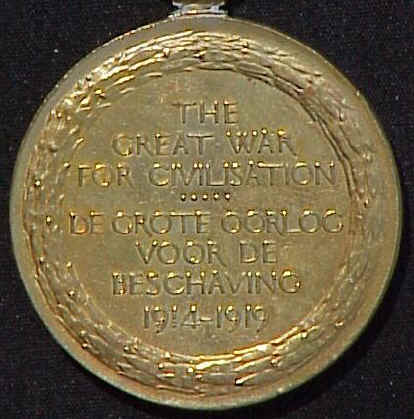 THE
GREAT WAR
FOR CIVILISATION
·····
DE GROTE OORLOG
VOOR DE
BESCHAVING
1914-1919